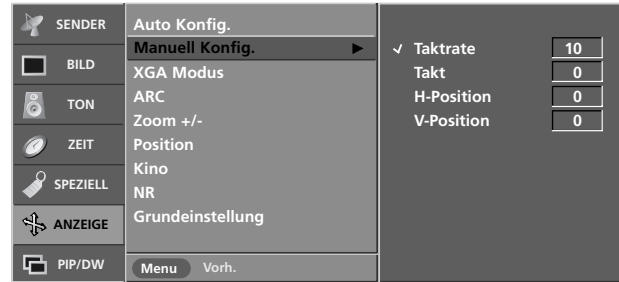 SENDER
BILD
TON
ZEIT
SPEZIELL
ANZEIGE
PIP/DW
Auto Konfig.
Manuell Konfig. ►
XGA Modus
ARC
Zoom +/-
Position
Kino
NR
Grundeinstellung
Menu Vorh.
✓ Taktrate 10
Takt 0
H-Position 0
V-Position 0